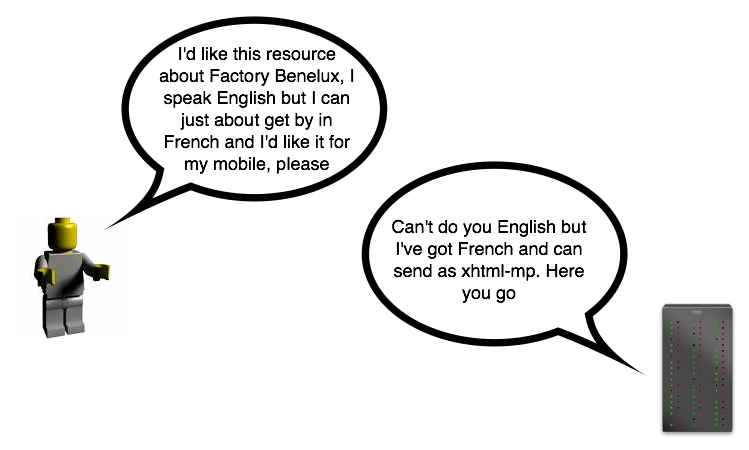 I'd like this resource
about Factory Benelux, I
speak English but I can
just about get by in
French and I'd like it for
my mobile, please
Can't do you English but
I've got French and can
send as xhtml-mp. Here
you go